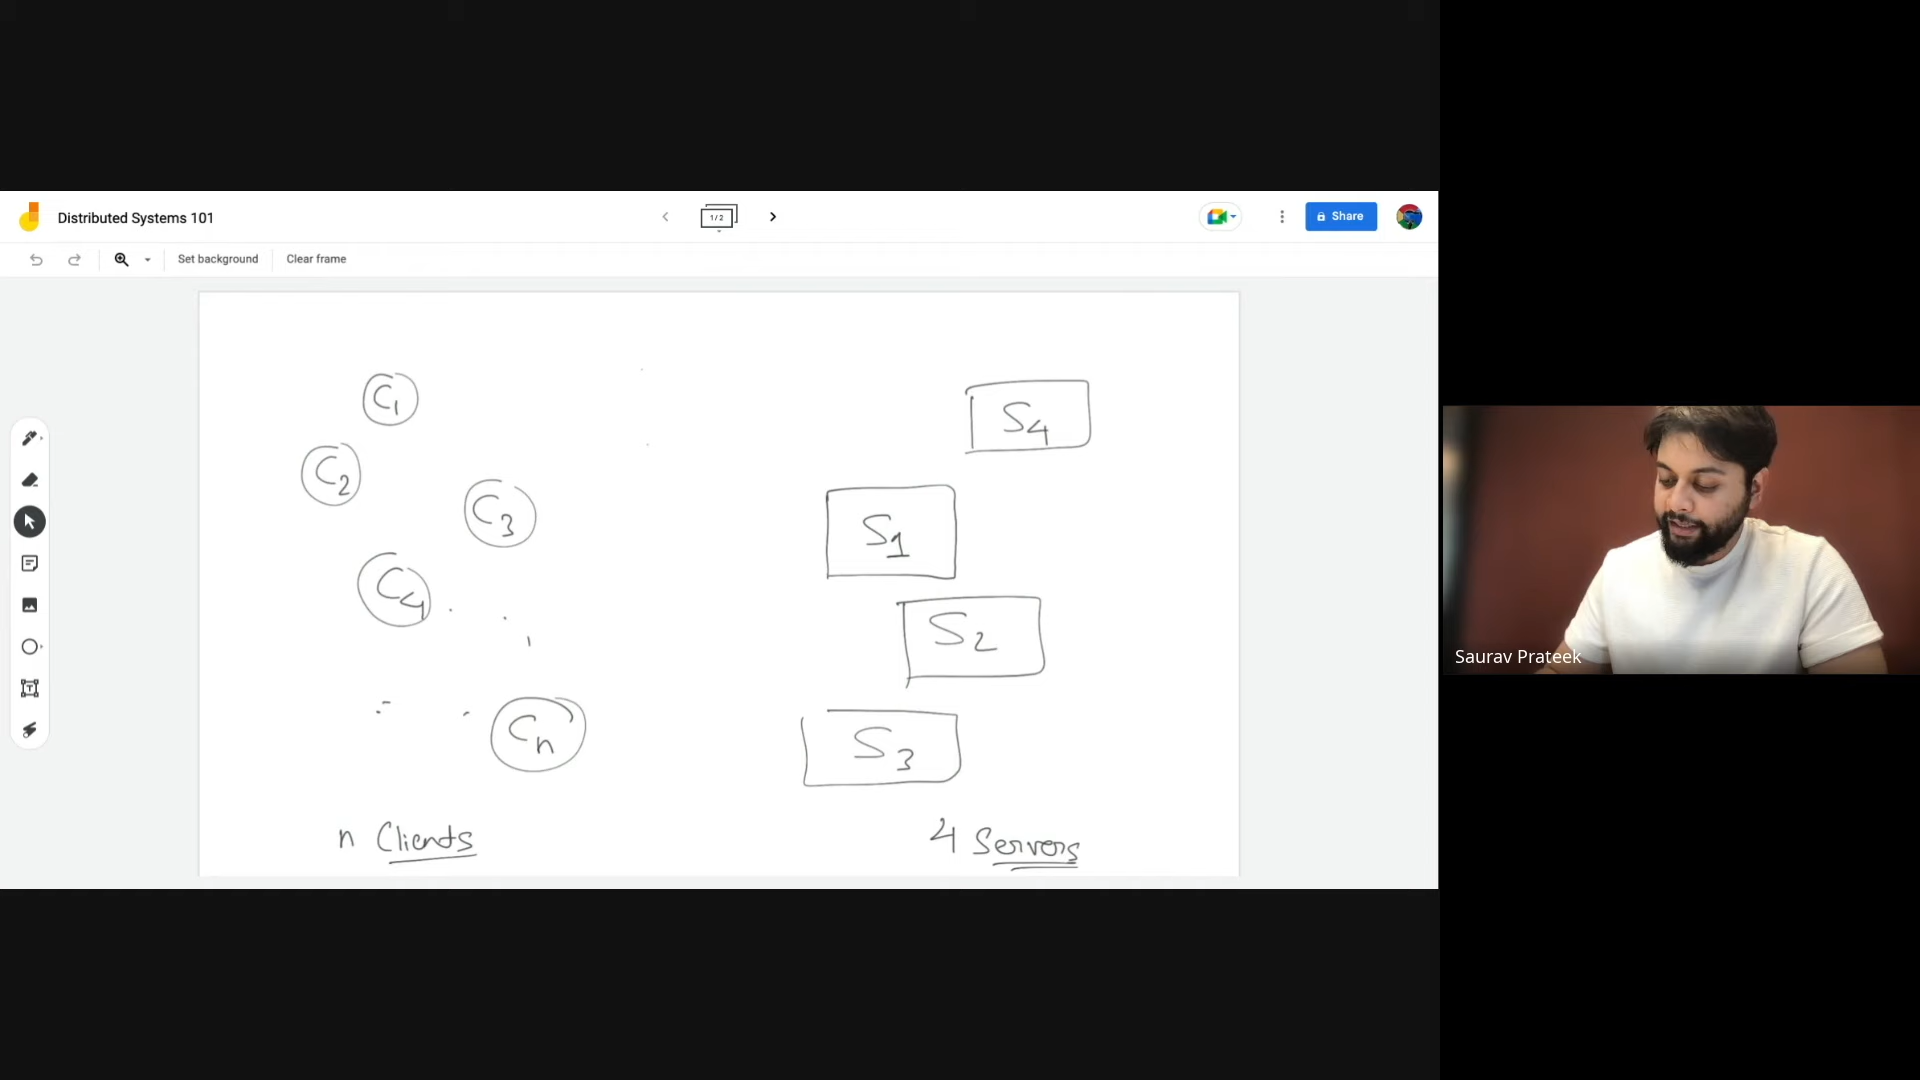 Distributed Systems 101
1/2
Share
Set background
Clear frame
C1
C2
C3
C4
Cn
S4
S1
S2
S3
n Clients
4 Servers
Saurav Prateek